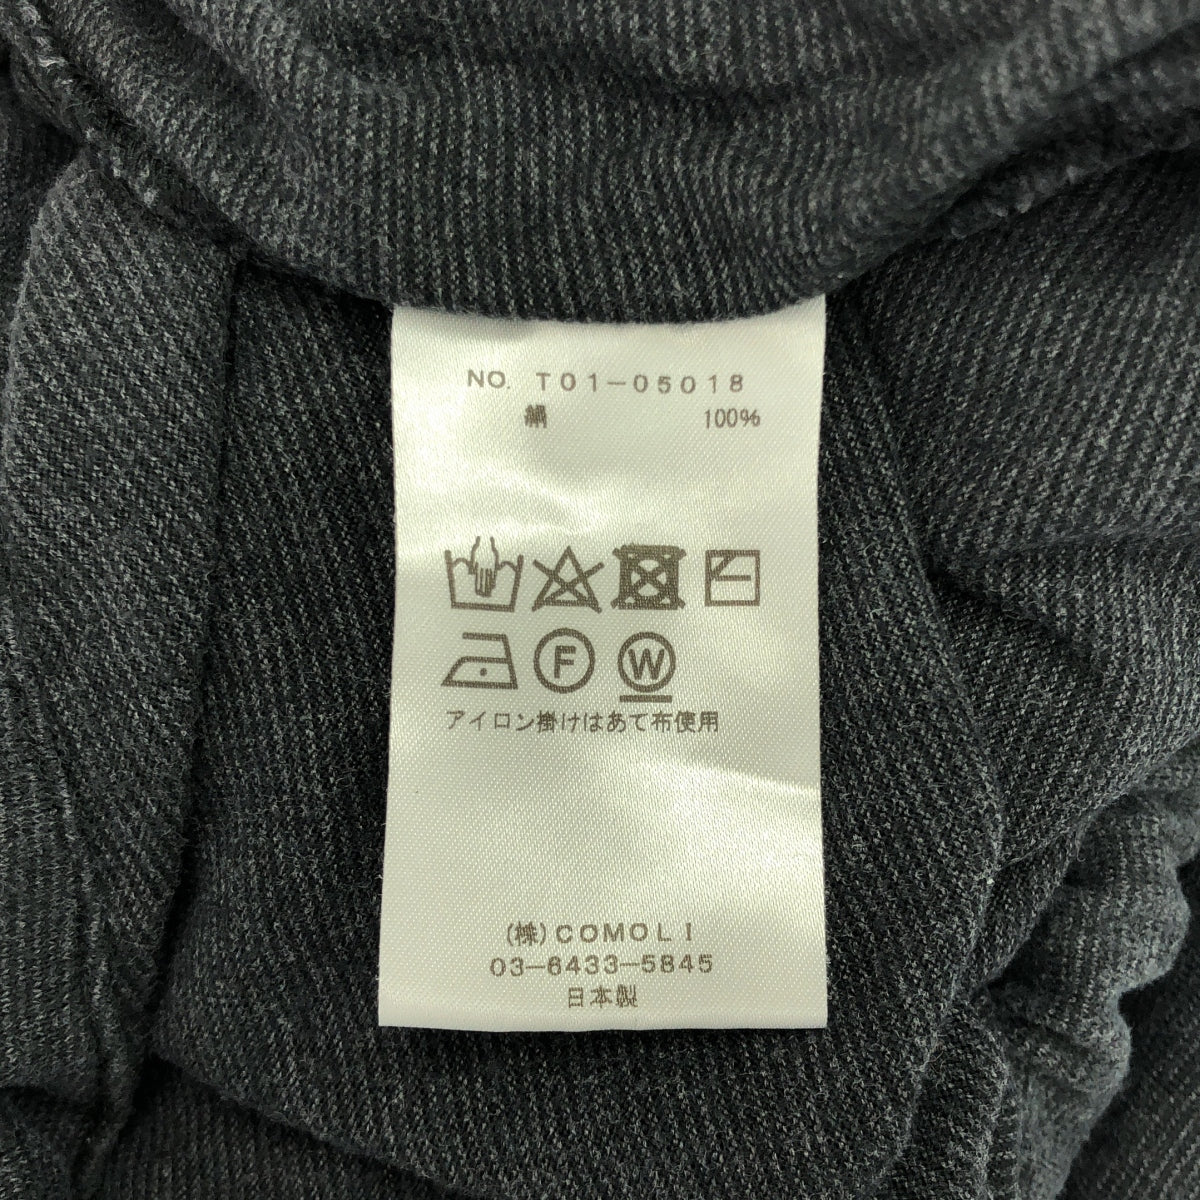 NO. T01-05018
綿 100%
F W
アイロン掛けはあて布使用
(株)COMOLI
03-6433-5845
日本製